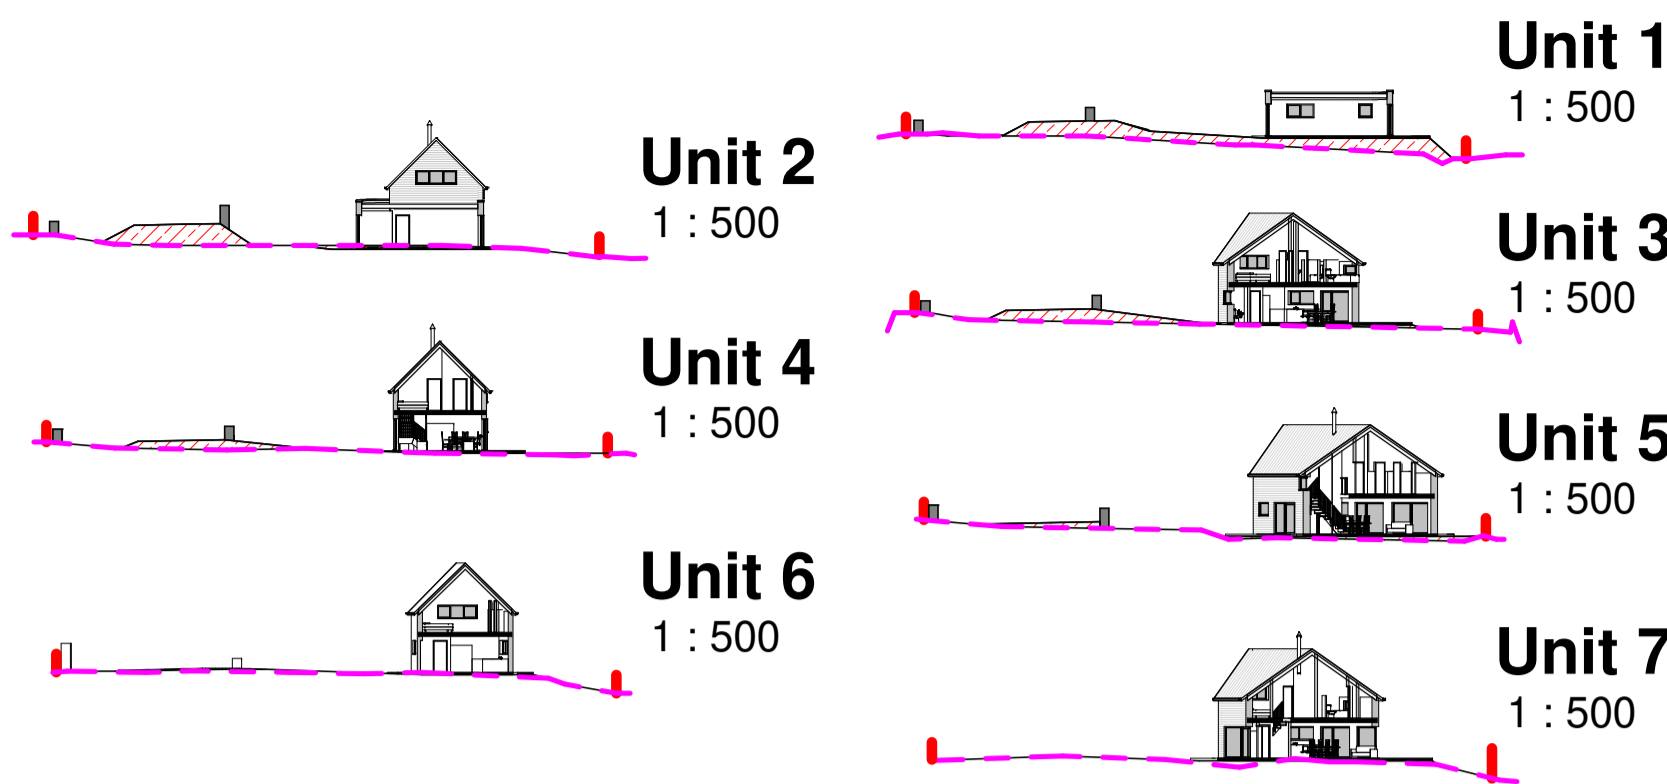 Unit 1
1 : 500
Unit 2
1 : 500
Unit 3
1 : 500
Unit 4
1 : 500
Unit 5
1 : 500
Unit 6
1 : 500
Unit 7
1 : 500